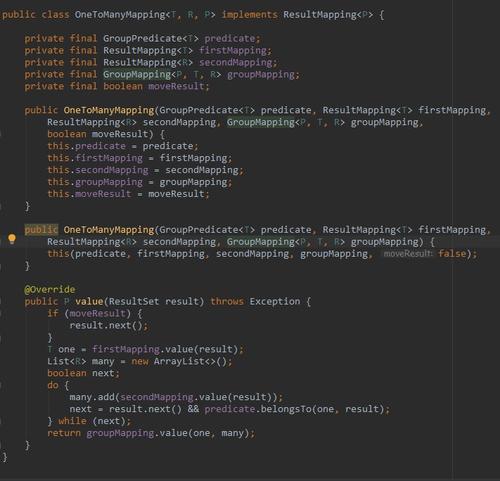 public class OneToManyMapping<T, R, P> implements ResultMapping<P> {
private final GroupPredicate<T> predicate;
private final ResultMapping<T> firstMapping;
private final ResultMapping<R> secondMapping;
private final GroupMapping<P, T, R> groupMapping;
private final boolean moveResult;
public OneToManyMapping(GroupPredicate<T> predicate, ResultMapping<T> firstMapping,
ResultMapping<R> secondMapping, GroupMapping<P, T, R> groupMapping,
boolean moveResult) {
this.predicate = predicate;
this.firstMapping = firstMapping;
this.secondMapping = secondMapping;
this.groupMapping = groupMapping;
this.moveResult = moveResult;
}
public OneToManyMapping(GroupPredicate<T> predicate, ResultMapping<T> firstMapping,
ResultMapping<R> secondMapping, GroupMapping<P, T, R> groupMapping) {
this(predicate, firstMapping, secondMapping, groupMapping, moveResult: false);
}
@Override
public P value(ResultSet result) throws Exception {
if (moveResult) {
result.next();
}
T one = firstMapping.value(result);
List<R> many = new ArrayList<>();
boolean next;
do {
many.add(secondMapping.value(result));
next = result.next() && predicate.belongsTo(one, result);
} while (next);
return groupMapping.value(one, many);
}
}